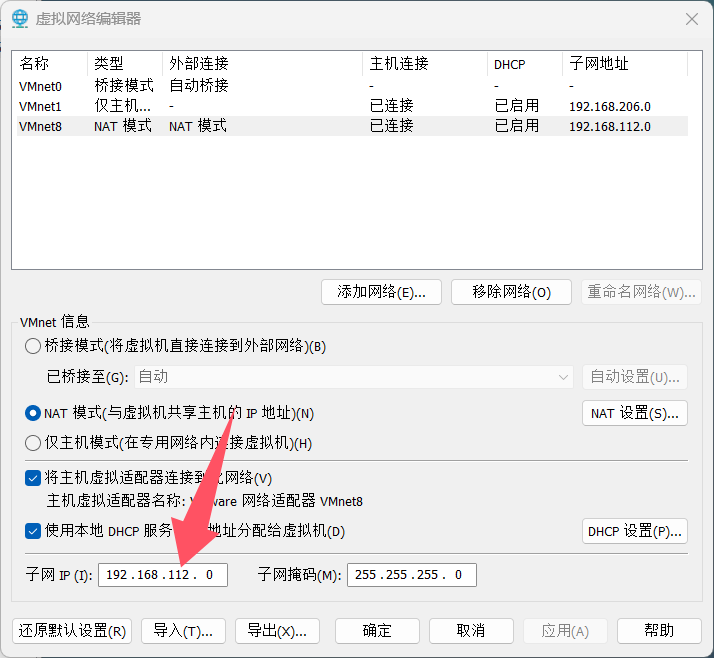 虚拟网络编辑器
名称 类型 外部连接 主机连接 DHCP 子网地址
VMnet0 桥接模式 自动桥接 - - -
VMnet1 仅主机... - 已连接 已启用 192.168.206.0
VMnet8 NAT 模式 NAT 模式 已连接 已启用 192.168.112.0
添加网络(E)... 移除网络(O) 重命名网络(W)...
VMnet 信息
桥接模式(将虚拟机直接连接到外部网络)(B)
已桥接至(G): 自动 自动设置(U)...
NAT 模式(与虚拟机共享主机的 IP 地址)(N) NAT 设置(S)...
仅主机模式(在专用网络内连接虚拟机)(H)
将主机虚拟适配器连接到此网络(V)
主机虚拟适配器名称: VMware 网络适配器 VMnet8
使用本地 DHCP 服务 地址分配给虚拟机(D) DHCP 设置(P)...
子网 IP (I): 192.168.112. 0 子网掩码(M): 255.255.255. 0
还原默认设置(R) 导入(T)... 导出(X)... 确定 取消 应用(A) 帮助